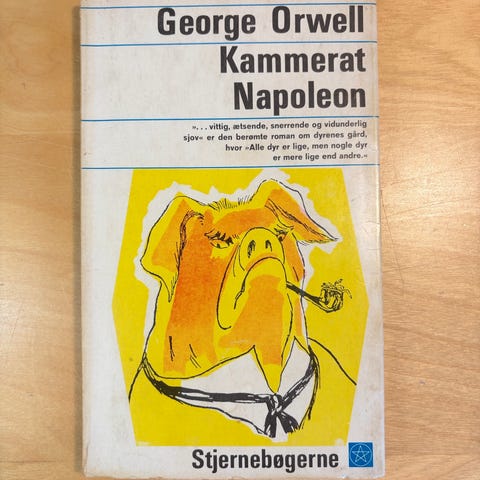 George Orwell
Kammerat
Napoleon
»... vittig, ætsende, snerrende og vidunderlig
sjov« er den berømte roman om dyrenes gård,
hvor »Alle dyr er lige, men nogle dyr
er mere lige end andre.«
Stjernebøgerne